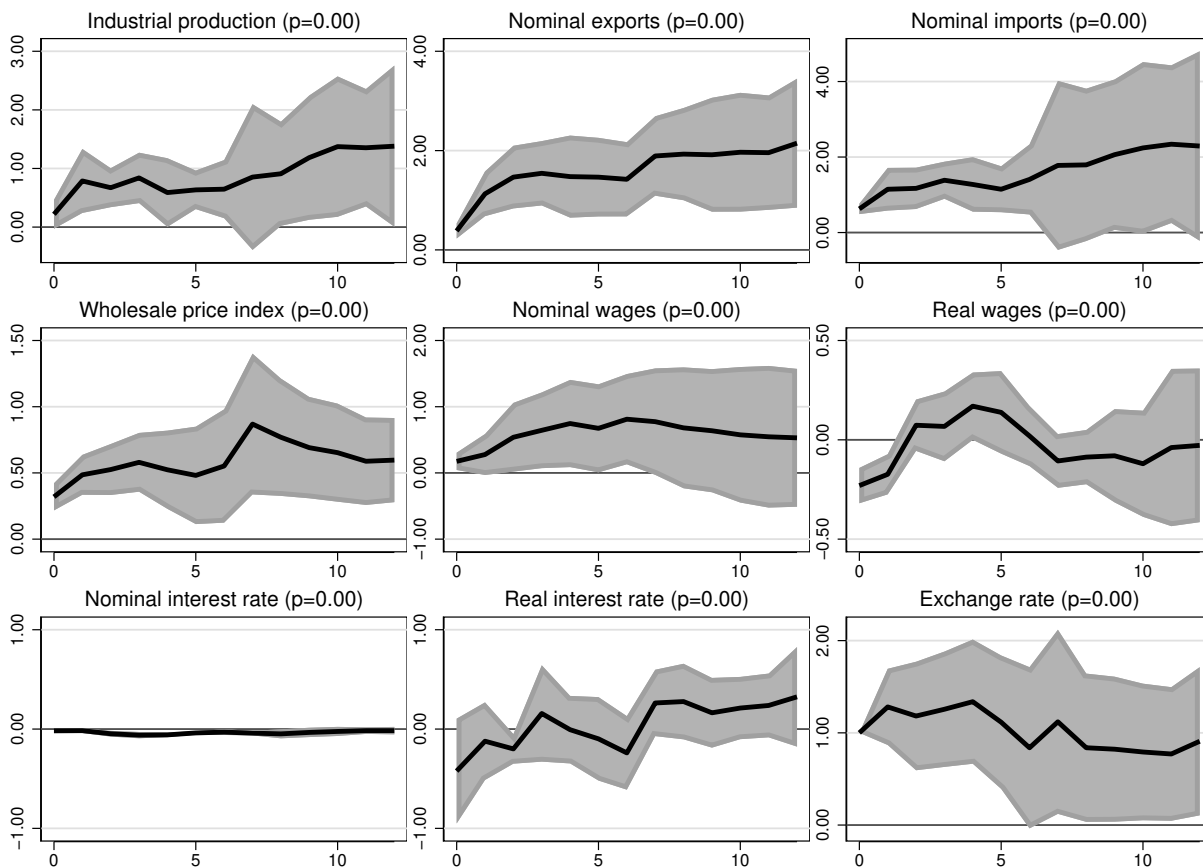 Industrial production (p=0.00)
3.00
2.00
1.00
0.00
0 5 10
Nominal exports (p=0.00)
4.00
2.00
0.00
0 5 10
Nominal imports (p=0.00)
4.00
2.00
0.00
0 5 10
Wholesale price index (p=0.00)
1.50
1.00
0.50
0.00
0 5 10
Nominal wages (p=0.00)
2.00
1.00
0.00
−1.00
0 5 10
Real wages (p=0.00)
0.50
0.00
−0.50
0 5 10
Nominal interest rate (p=0.00)
1.00
0.00
−1.00
0 5 10
Real interest rate (p=0.00)
1.00
0.00
−1.00
0 5 10
Exchange rate (p=0.00)
2.00
1.00
0.00
0 5 10